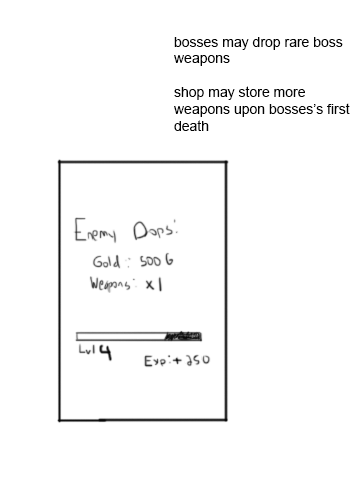 bosses may drop rare boss
weapons
shop may store more
weapons upon bosses's first
death
Enemy Dops:
Gold: 500 G
Weapons: x1
Lvl 4
Exp: + 250